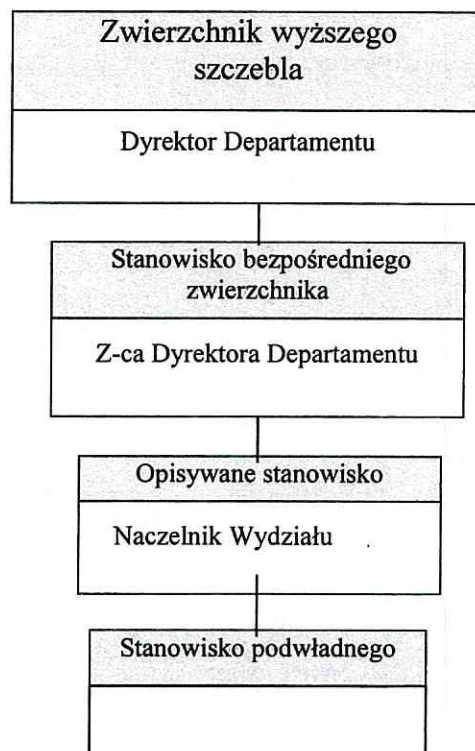 Zwierzchnik wyższego
szczebla
Dyrektor Departamentu
Stanowisko bezpośredniego
zwierzchnika
Z-ca Dyrektora Departamentu
Opisywane stanowisko
Naczelnik Wydziału
Stanowisko podwładnego